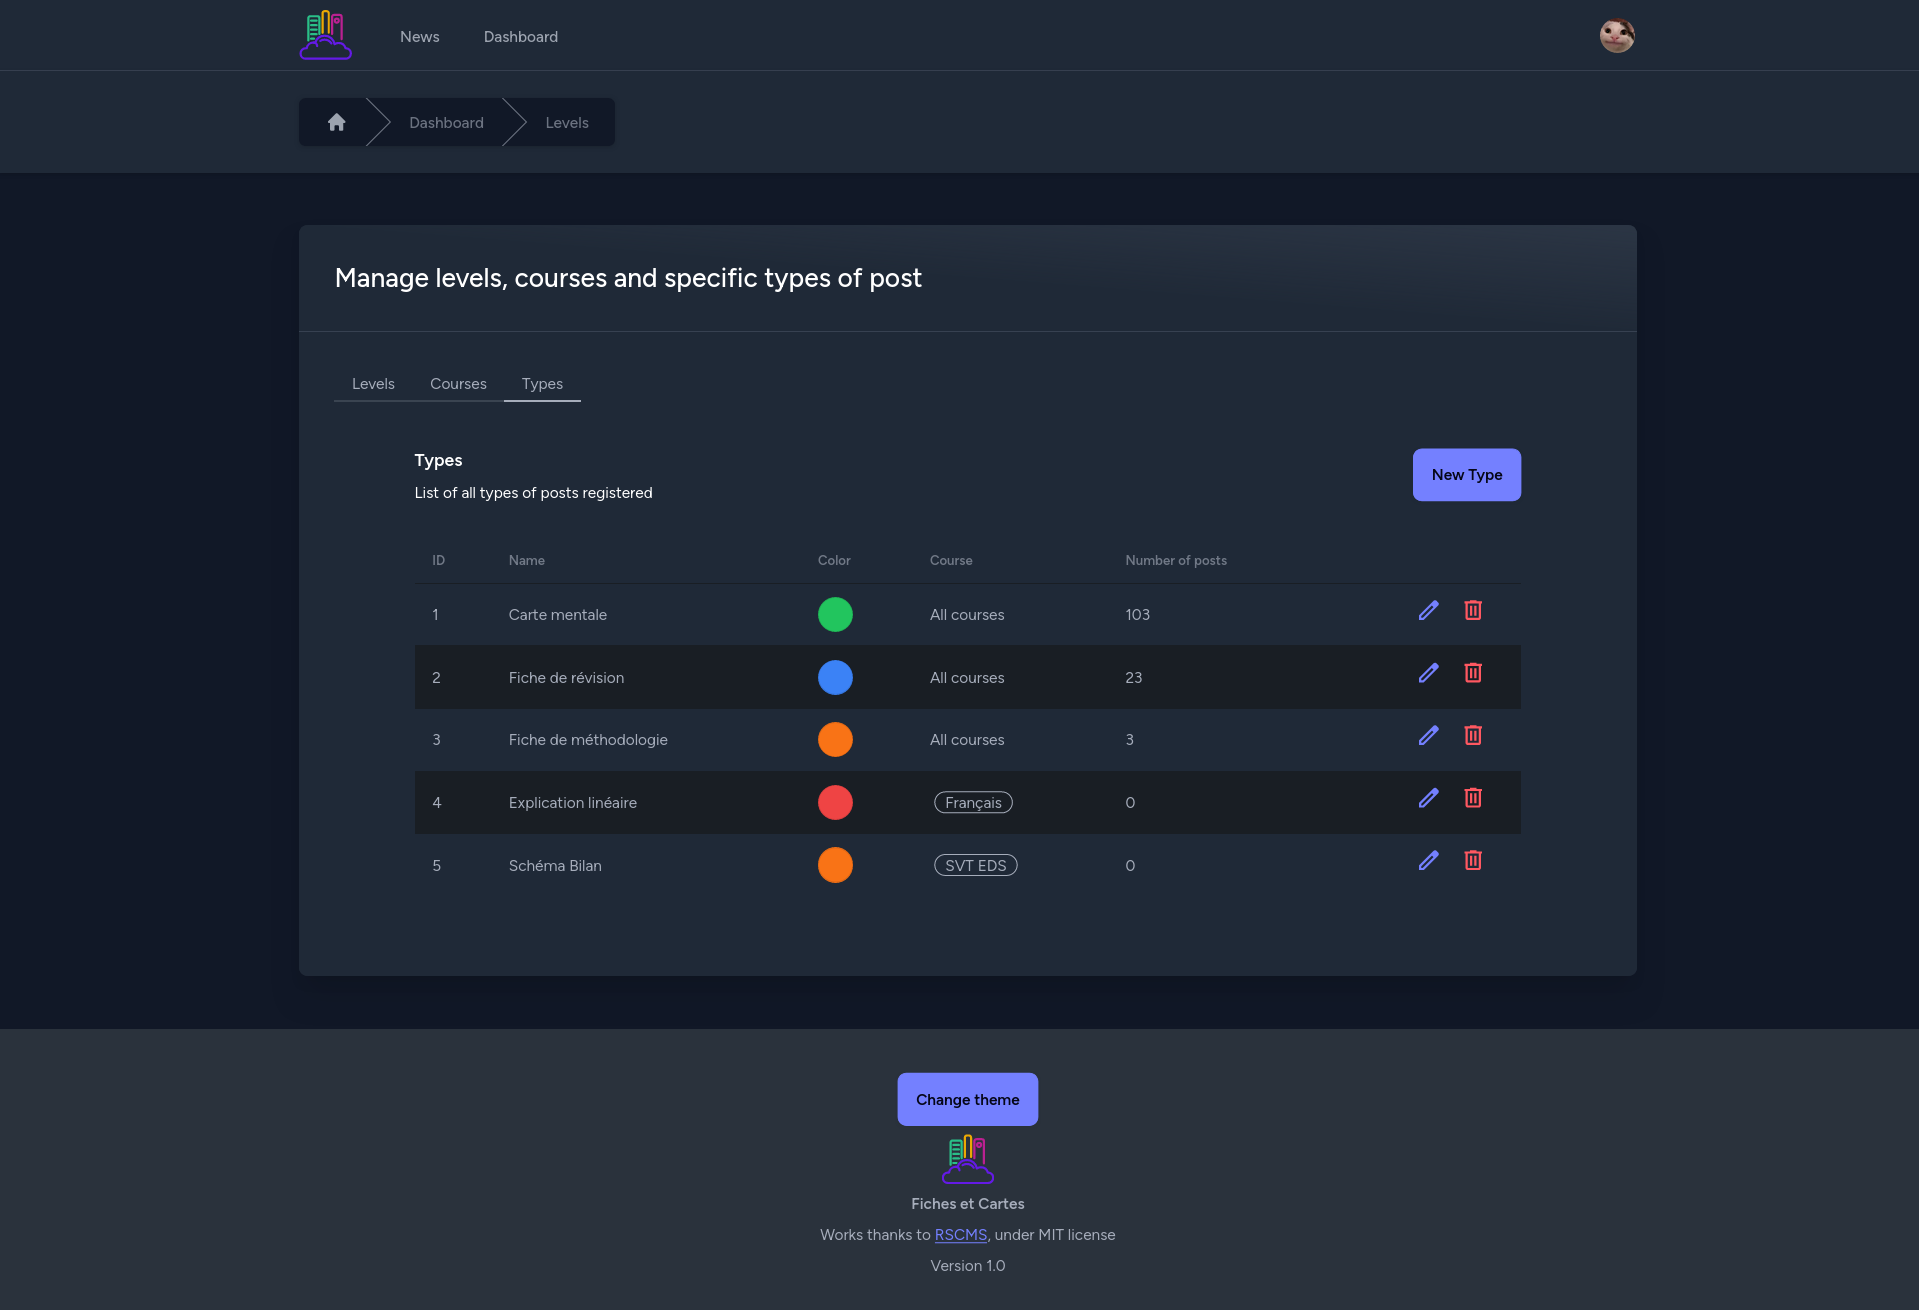 News Dashboard
Dashboard Levels
Manage levels, courses and specific types of post
Levels Courses Types
Types
List of all types of posts registered
New Type
ID Name Color Course Number of posts
1 Carte mentale All courses 103
2 Fiche de révision All courses 23
3 Fiche de méthodologie All courses 3
4 Explication linéaire Français 0
5 Schéma Bilan SVT EDS 0
Change theme
Fiches et Cartes
Works thanks to RSCMS, under MIT license
Version 1.0